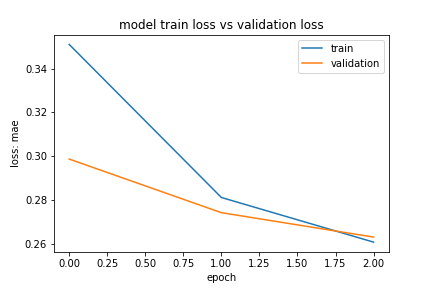 model train loss vs validation loss
train
validation
loss: mae
0.34
0.32
0.30
0.28
0.26
0.00 0.25 0.50 0.75 1.00 1.25 1.50 1.75 2.00
epoch